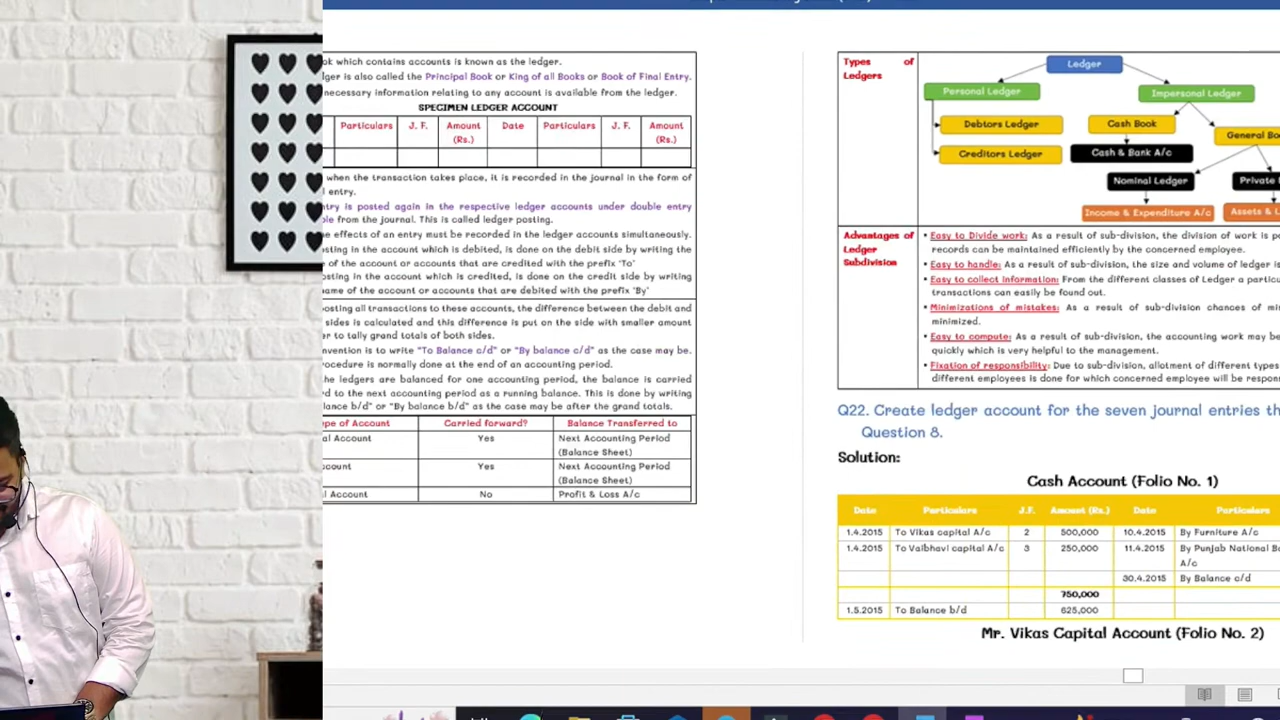 ok which contains accounts is known as the ledger.
dger is also called the Principal Book or King of all Books or Book of Final Entry.
necessary information relating to any account is available from the ledger.
SPECIMEN LEDGER ACCOUNT
Particulars J. F. Amount (Rs.) Date Particulars J. F. Amount (Rs.)
when the transaction takes place, it is recorded in the journal in the form of
l entry.
ntry is posted again in the respective ledger accounts under double entry
ple from the journal. This is called ledger posting.
e effects of an entry must be recorded in the ledger accounts simultaneously.
osting in the account which is debited, is done on the debit side by writing the
of the account or accounts that are credited with the prefix "To"
osting in the account which is credited, is done on the credit side by writing
ame of the account or accounts that are debited with the prefix "By"
osting all transactions to these accounts, the difference between the debit and
sides is calculated and this difference is put on the side with smaller amount
er to tally grand totals of both sides.
nvention is to write "To Balance c/d" or "By balance c/d" as the case may be.
rocedure is normally done at the end of an accounting period.
the ledgers are balanced for one accounting period, the balance is carried
rd to the next accounting period as a running balance. This is done by writing
lance b/d" or "By balance b/d" as the case may be after the grand totals.
ype of Account Carried forward? Balance Transferred to
al Account Yes Next Accounting Period
(Balance Sheet)
ccount Yes Next Accounting Period
(Balance Sheet)
al Account No Profit & Loss A/c
Types of
Ledgers
Ledger
Personal Ledger Impersonal Ledger
Debtors Ledger Cash Book General Bo
Creditors Ledger Cash & Bank A/c
Nominal Ledger Private
Income & Expenditure A/c Assets & L
Advantages of
Ledger
Subdivision
• Easy to Divide work: As a result of sub-division, the division of work is po
records can be maintained efficiently by the concerned employee.
• Easy to handle: As a result of sub-division, the size and volume of ledger is
• Easy to collect information: From the different classes of Ledger a particu
transactions can easily be found out.
• Minimizations of mistakes: As a result of sub-division chances of mis
minimized.
• Easy to compute: As a result of sub-division, the accounting work may be
quickly which is very helpful to the management.
• Fixation of responsibility: Due to sub-division, allotment of different types
different employees is done for which concerned employee will be respon
Q22. Create ledger account for the seven journal entries th
Question 8.
Solution:
Cash Account (Folio No. 1)
Date Particulars J.F. Amount (Rs.) Date Particulars
1.4.2015 To Vikas capital A/c 2 500,000 10.4.2015 By Furniture A/c
1.4.2015 To Vaibhavi capital A/c 3 250,000 11.4.2015 By Punjab National Ba
A/c
30.4.2015 By Balance c/d
750,000
1.5.2015 To Balance b/d 625,000
Mr. Vikas Capital Account (Folio No. 2)